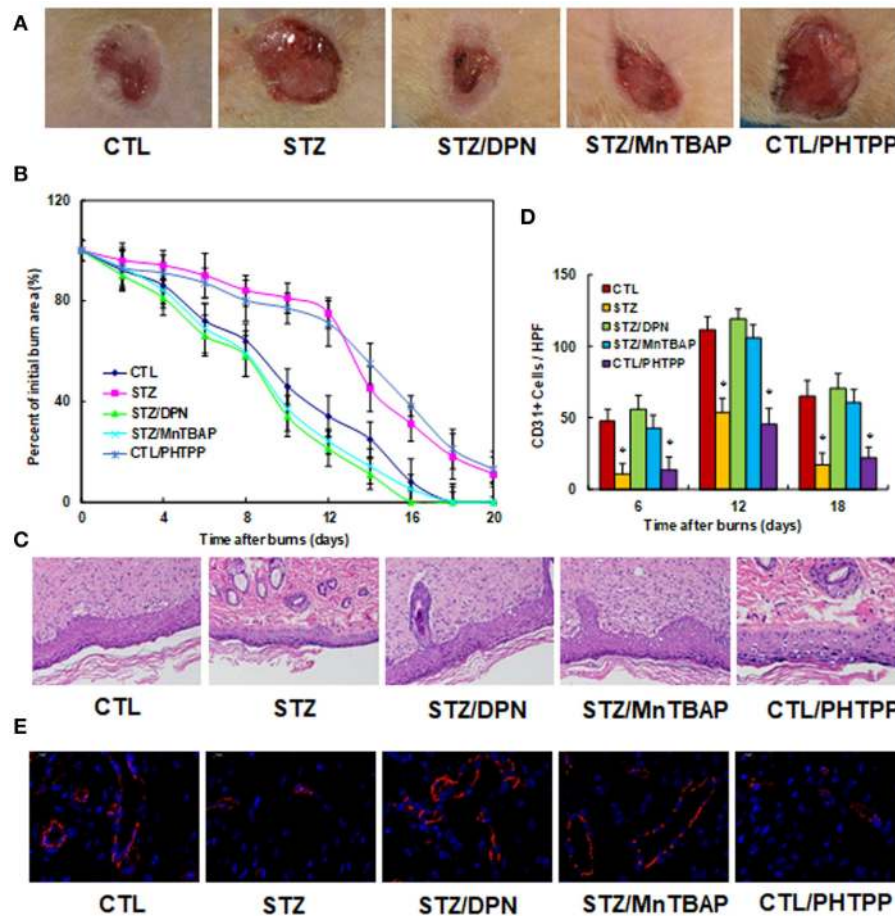 A
CTL
STZ
STZ/DPN
STZ/MnTBAP
CTL/PHTPP
B
Percent of initial burn area (%)
120
80
40
0
CTL
STZ
STZ/DPN
STZ/MnTBAP
CTL/PHTPP
0
4
8
12
16
20
Time after burns (days)
D
CD31+ Cells / HPF
150
100
50
0
CTL
STZ
STZ/DPN
STZ/MnTBAP
CTL/PHTPP
*
*
*
*
*
*
6
12
18
Time after burns (days)
C
CTL
STZ
STZ/DPN
STZ/MnTBAP
CTL/PHTPP
E
CTL
STZ
STZ/DPN
STZ/MnTBAP
CTL/PHTPP